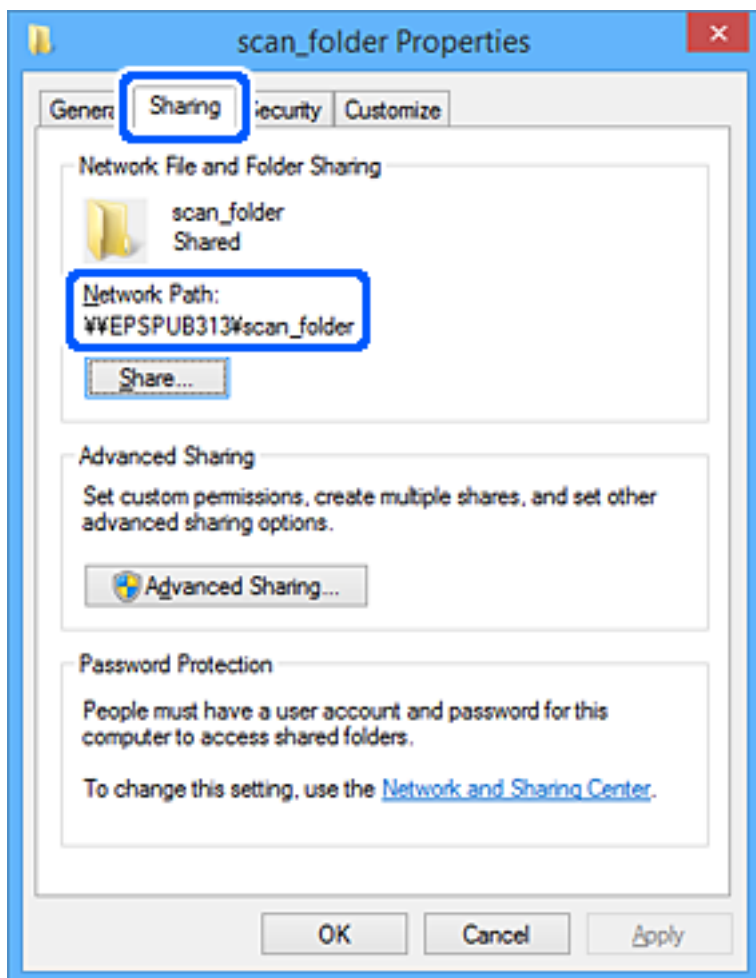 scan_folder Properties
General Sharing Security Customize
Network File and Folder Sharing
scan_folder
Shared
Network Path:
¥¥EPSPUB313¥scan_folder
Share...
Advanced Sharing
Set custom permissions, create multiple shares, and set other
advanced sharing options.
Advanced Sharing...
Password Protection
People must have a user account and password for this
computer to access shared folders.
To change this setting, use the Network and Sharing Center.
OK Cancel Apply